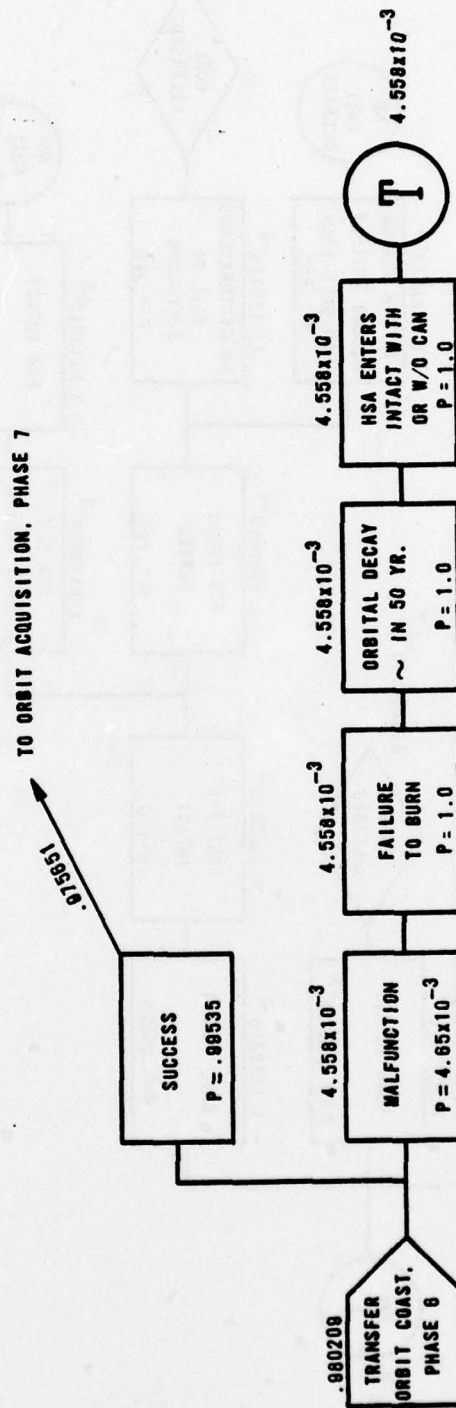 TO ORBIT ACQUISITION, PHASE 7
.975651
SUCCESS
P = .99535
.980209
TRANSFER
ORBIT COAST,
PHASE 6
4.558x10⁻³
MALFUNCTION
P = 4.65x10⁻³
4.558x10⁻³
FAILURE
TO BURN
P = 1.0
4.558x10⁻³
ORBITAL DECAY
~ IN 50 YR.
P = 1.0
4.558x10⁻³
HSA ENTERS
INTACT WITH
OR W/O CAN
P = 1.0
T
4.558x10⁻³